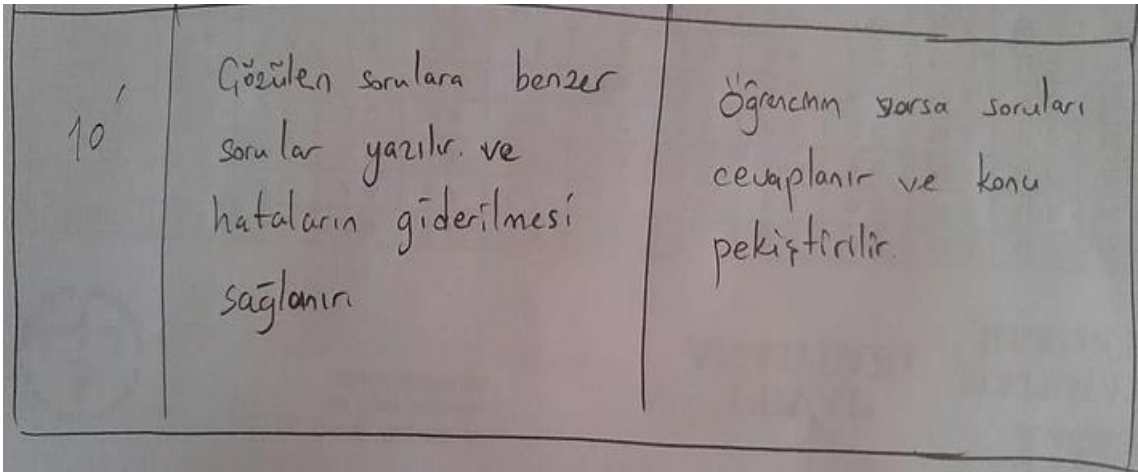 10'
Çözülen sorulara benzer
sorular yazılır. ve
hataların giderilmesi
sağlanır.
Öğrencinin varsa soruları
cevaplanır ve konu
pekiştirilir.